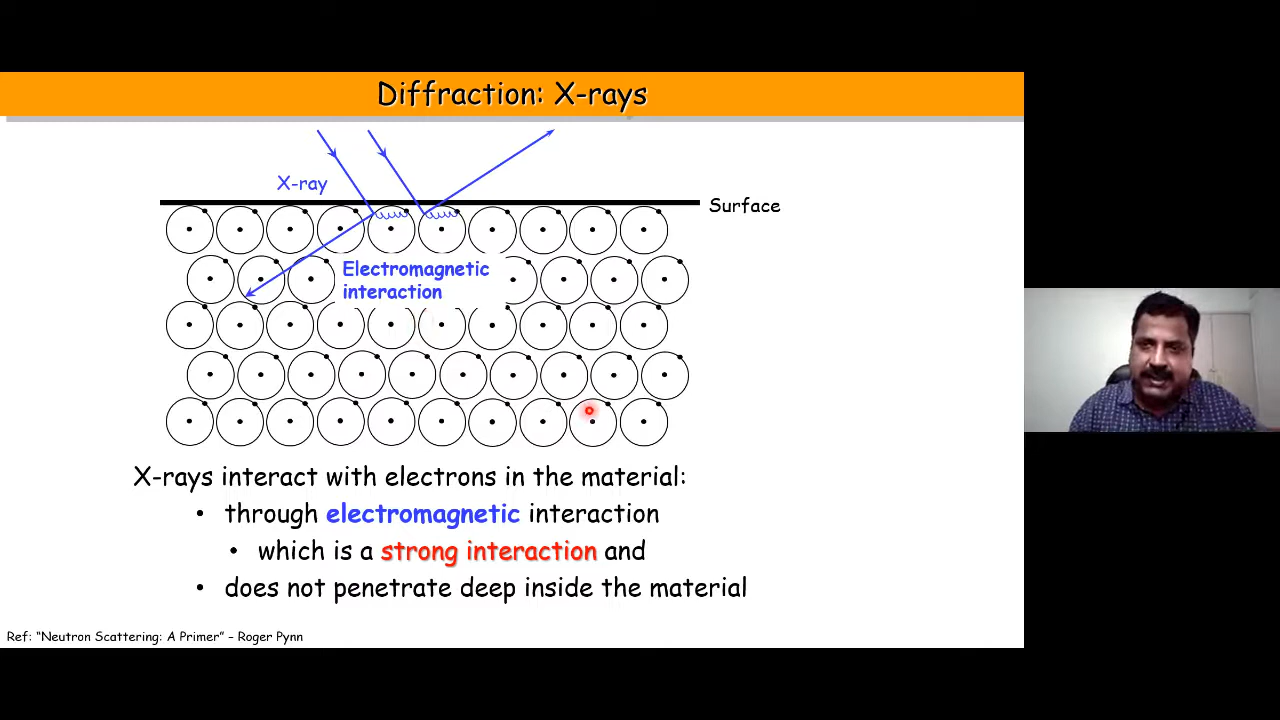 Diffraction: X-rays
X-ray
Surface
Electromagnetic
interaction
X-rays interact with electrons in the material:
• through electromagnetic interaction
• which is a strong interaction and
• does not penetrate deep inside the material
Ref: “Neutron Scattering: A Primer” – Roger Pynn